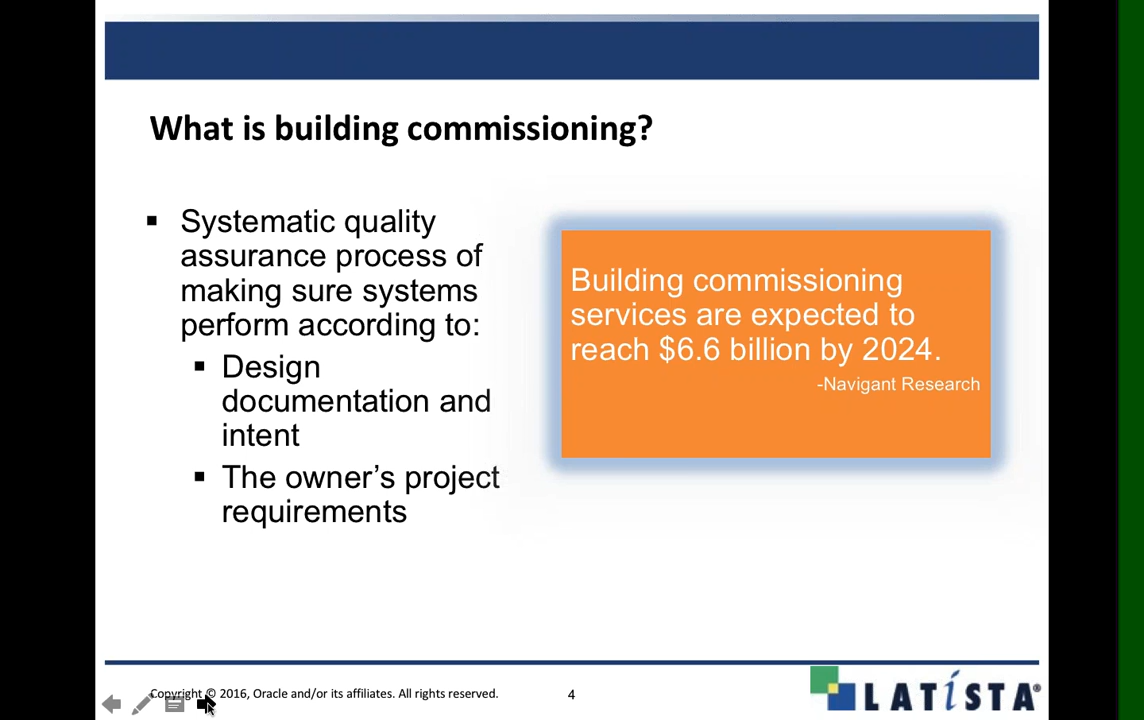 What is building commissioning?
▪ Systematic quality
assurance process of
making sure systems
perform according to:
▪ Design
documentation and
intent
▪ The owner’s project
requirements
Building commissioning
services are expected to
reach $6.6 billion by 2024.
-Navigant Research
Copyright © 2016, Oracle and/or its affiliates. All rights reserved.
4
LATÍSTA®